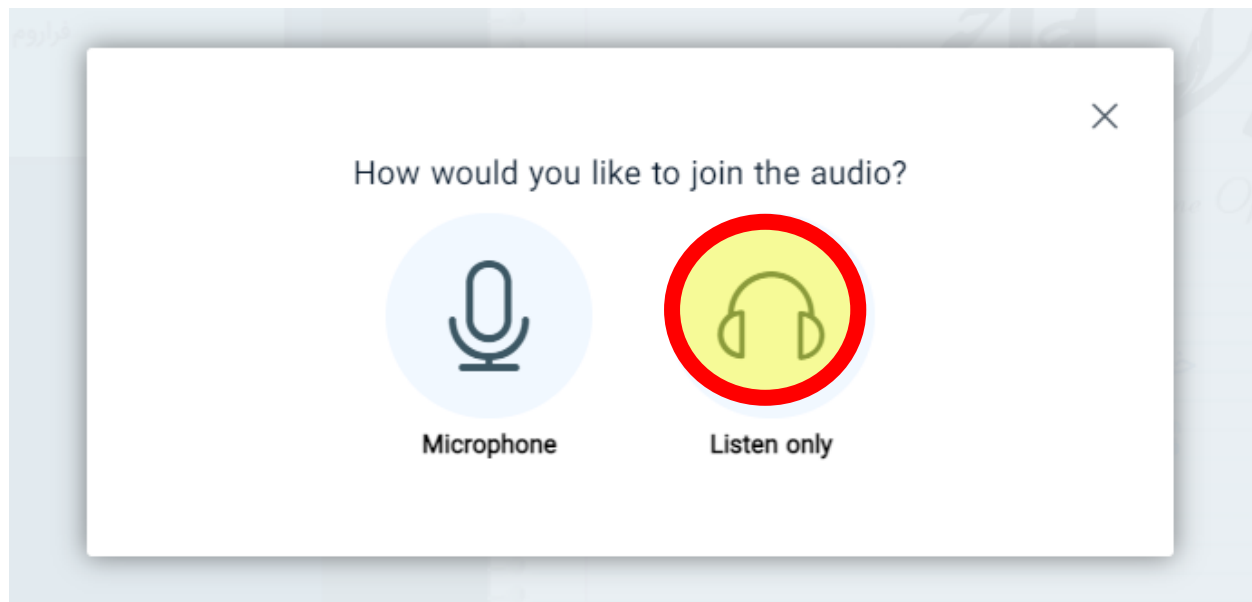 فراروم
How would you like to join the audio?
Microphone
Listen only